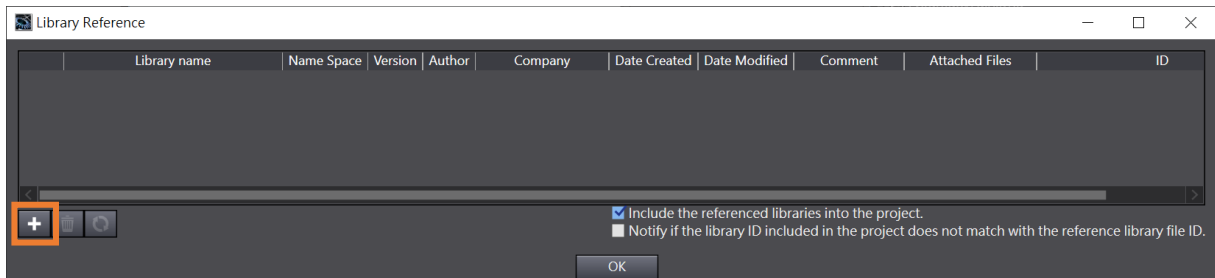 Library Reference
Library name Name Space Version Author Company Date Created Date Modified Comment Attached Files ID
Include the referenced libraries into the project.
Notify if the library ID included in the project does not match with the reference library file ID.
OK